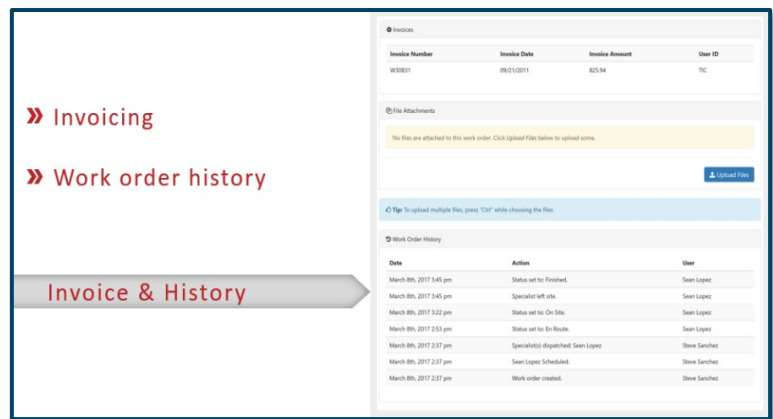 » Invoicing
» Work order history
Invoice & History
Invoices
Invoice Number Invoice Date Invoice Amount User ID
W30831 09/21/2011 825.94 TIC
File Attachments
No files are attached to this work order. Click Upload Files below to upload some.
Upload Files
Tip: To upload multiple files, press "Ctrl" while choosing the files
Work Order History
Date Action User
March 8th, 2017 3:45 pm Status set to: Finished. Sean Lopez
March 8th, 2017 3:45 pm Specialist left site. Sean Lopez
March 8th, 2017 3:22 pm Status set to: On Site. Sean Lopez
March 8th, 2017 2:53 pm Status set to: En Route. Sean Lopez
March 8th, 2017 2:37 pm Specialist(s) dispatched: Sean Lopez Steve Sanchez
March 8th, 2017 2:37 pm Sean Lopez Scheduled. Steve Sanchez
March 8th, 2017 2:37 pm Work order created. Steve Sanchez